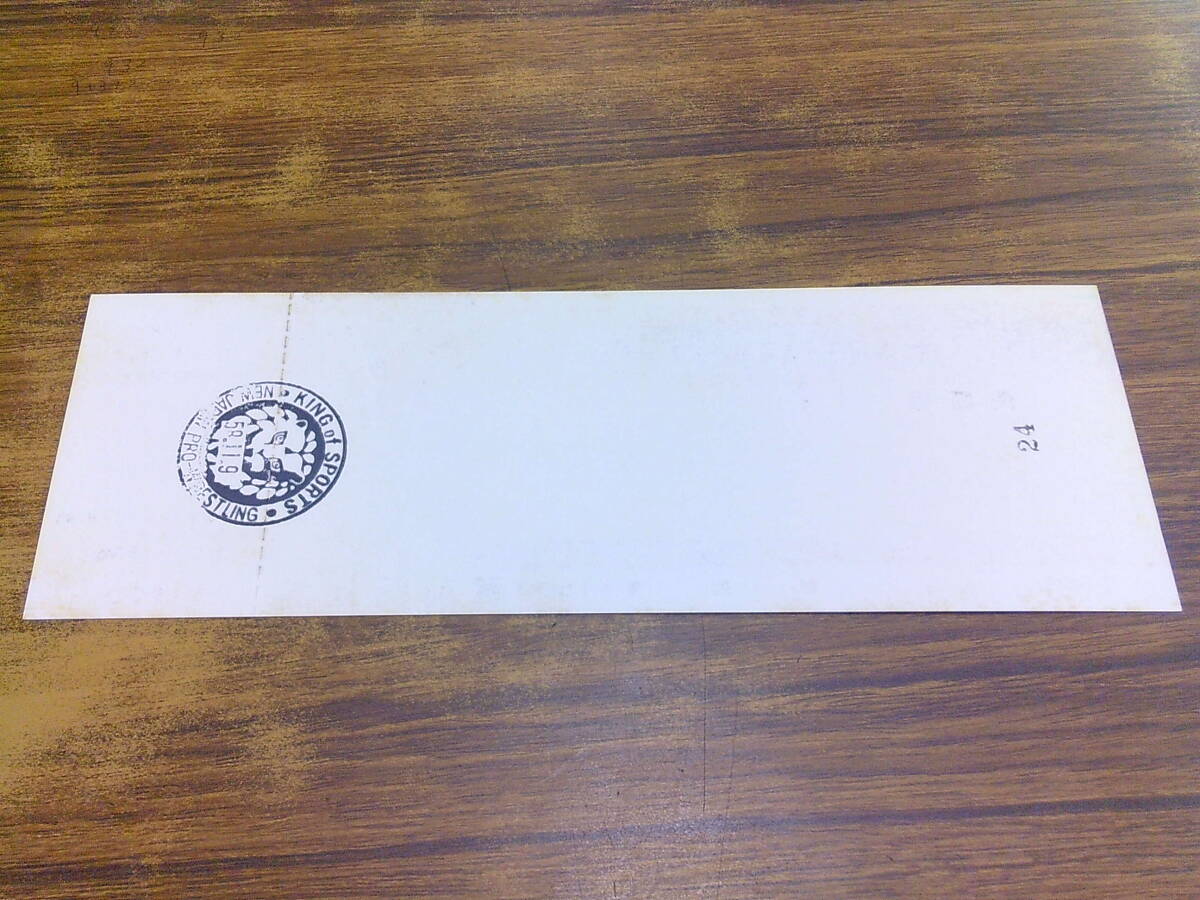 KING of SPORTS
NEW JAPAN PRO-WRESTLING
58.11.9
24